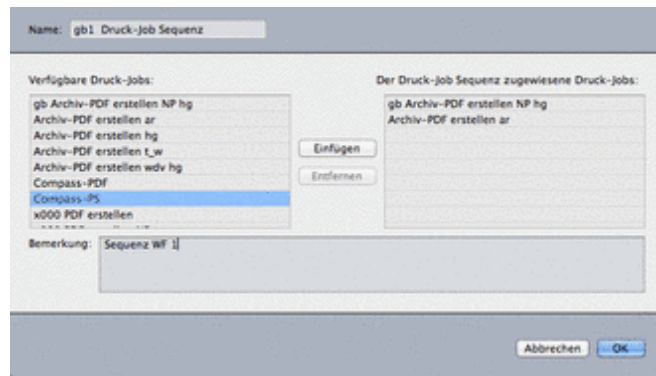 Name: gb1 Druck-Job Sequenz
Verfügbare Druck-Jobs:
gb Archiv-PDF erstellen NP hg
Archiv-PDF erstellen ar
Archiv-PDF erstellen hg
Archiv-PDF erstellen t_w
Archiv-PDF erstellen wdv hg
Compass-PDF
Compass-PS
x000 PDF erstellen
Einfügen
Entfernen
Der Druck-Job Sequenz zugewiesene Druck-Jobs:
gb Archiv-PDF erstellen NP hg
Archiv-PDF erstellen ar
Bemerkung: Sequenz WF 1
Abbrechen OK